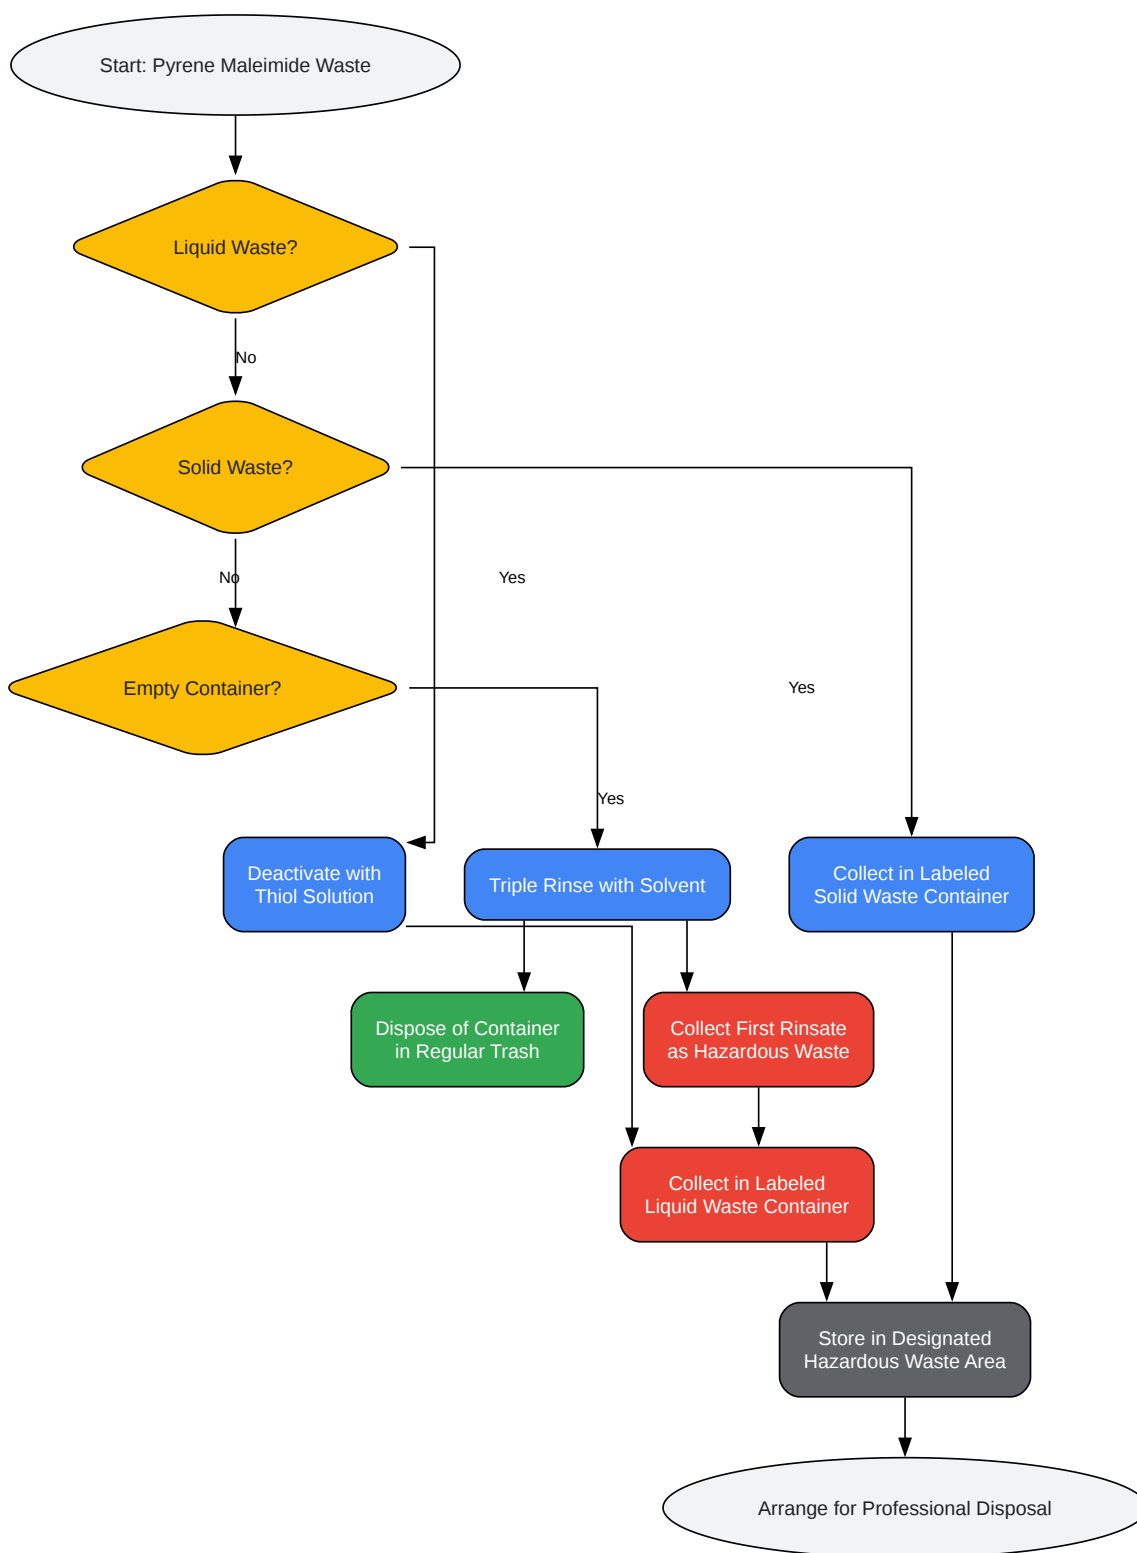 Start: Pyrene Maleimide Waste
Liquid Waste?
No
Solid Waste?
No
Yes
Empty Container?
Yes
Yes
Deactivate with
Thiol Solution
Triple Rinse with Solvent
Collect in Labeled
Solid Waste Container
Dispose of Container
in Regular Trash
Collect First Rinsate
as Hazardous Waste
Collect in Labeled
Liquid Waste Container
Store in Designated
Hazardous Waste Area
Arrange for Professional Disposal